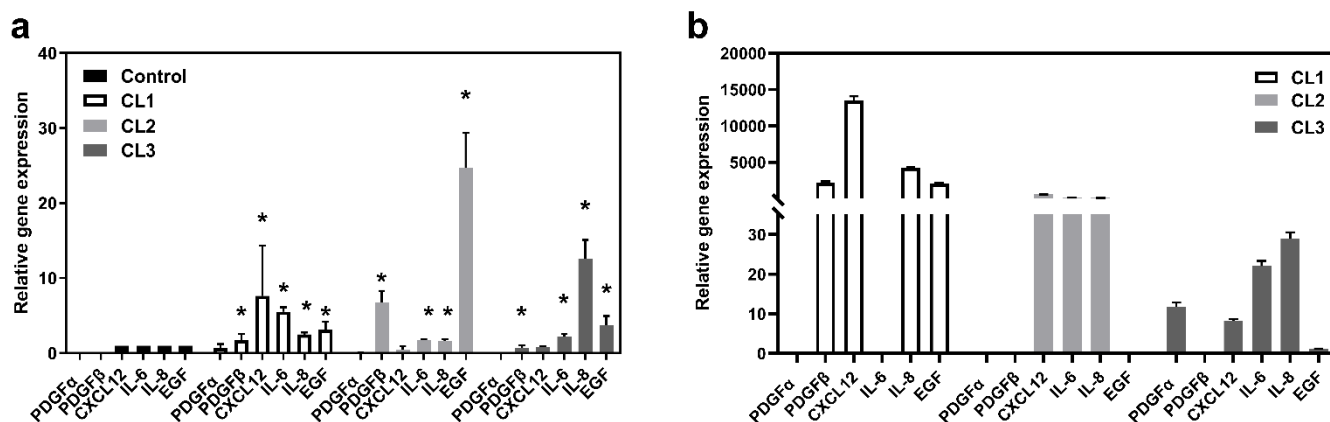 a
40
30
20
10
0
Relative gene expression
Control
CL1
CL2
CL3
* * * * *
* * * *
* * * *
PDGFα PDGFβ CXCL12 IL-6 IL-8 EGF PDGFα PDGFβ CXCL12 IL-6 IL-8 EGF PDGFα PDGFβ CXCL12 IL-6 IL-8 EGF PDGFα PDGFβ CXCL12 IL-6 IL-8 EGF
b
20000
15000
10000
5000
30
20
10
0
Relative gene expression
CL1
CL2
CL3
PDGFα PDGFβ CXCL12 IL-6 IL-8 EGF PDGFα PDGFβ CXCL12 IL-6 IL-8 EGF PDGFα PDGFβ CXCL12 IL-6 IL-8 EGF